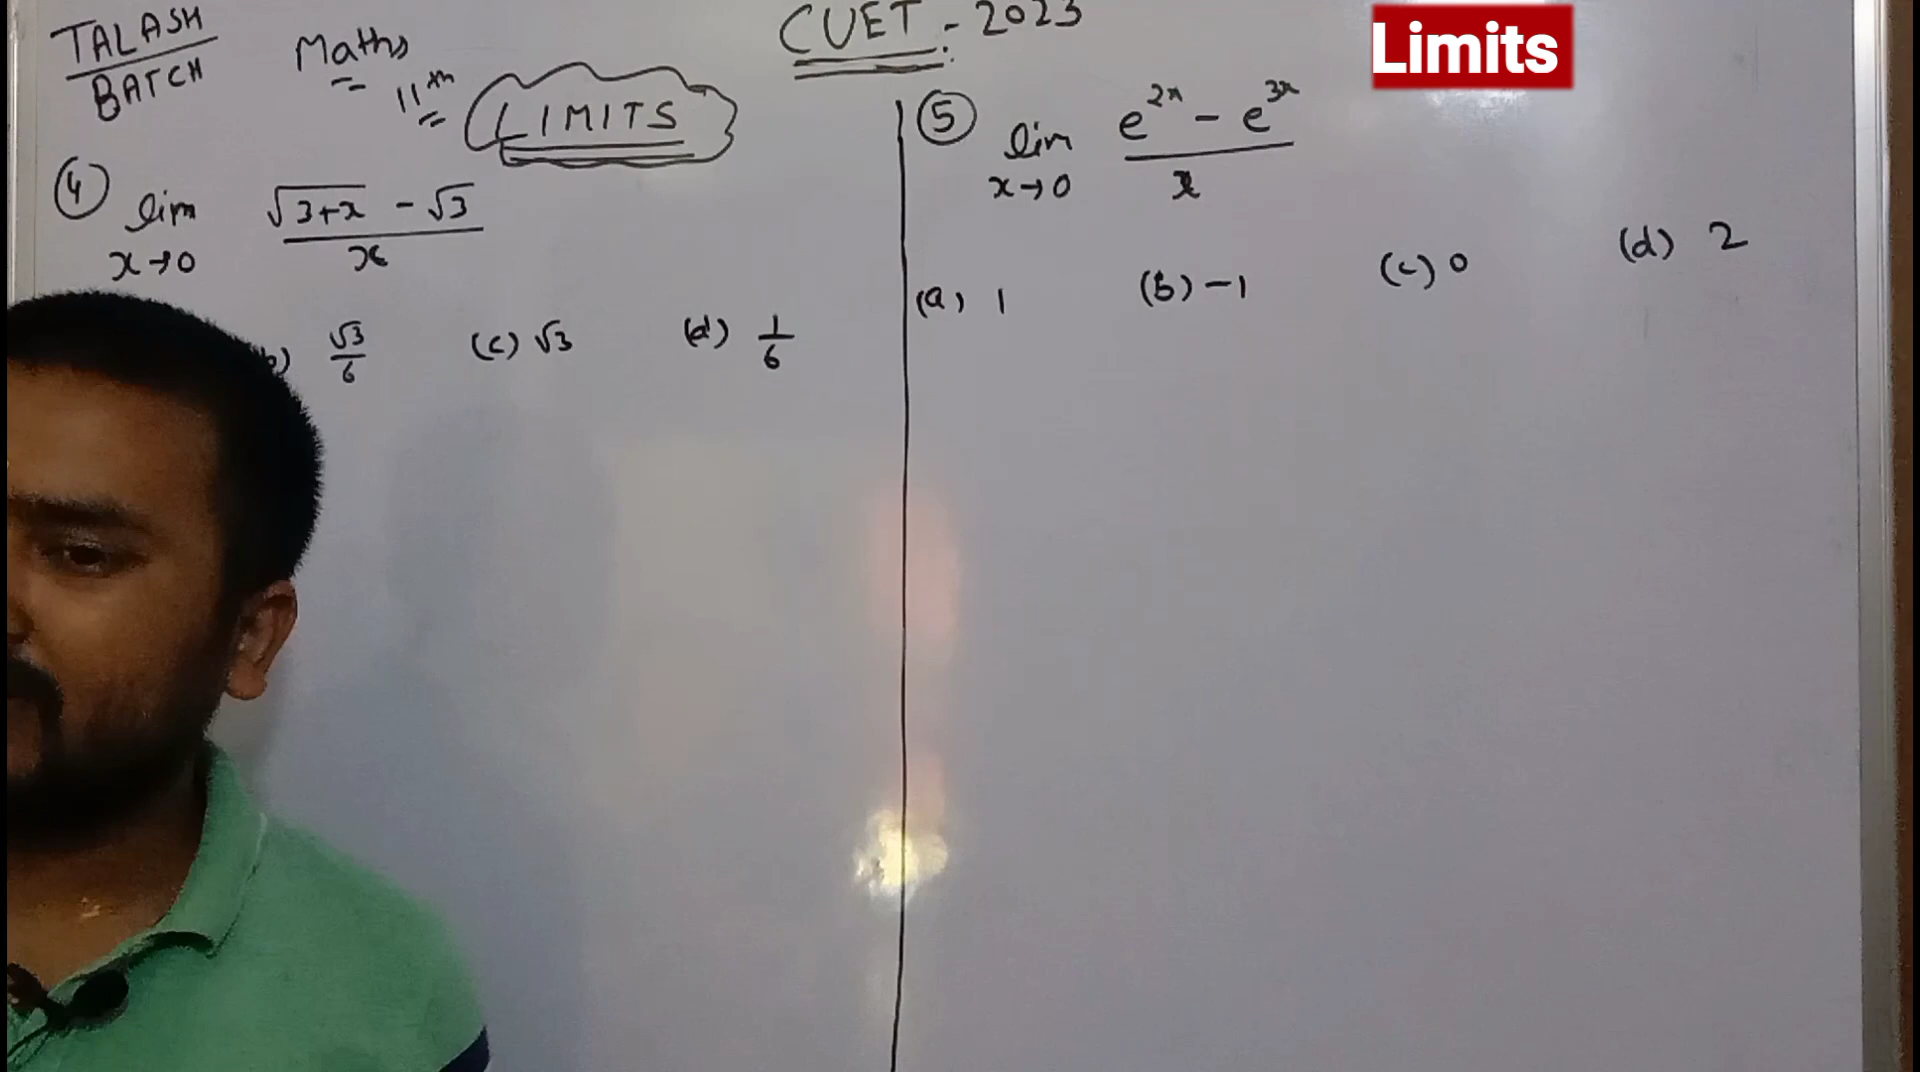 TALASH
BATCH
Maths
11th
LIMITS
CUET - 2023
Limits
④ lim x→0 √3+x - √3 / x
b) √3/6 (c) √3 (d) 1/6
⑤ lim x→0 e^2x - e^3x / x
(a) 1 (b) -1 (c) 0 (d) 2